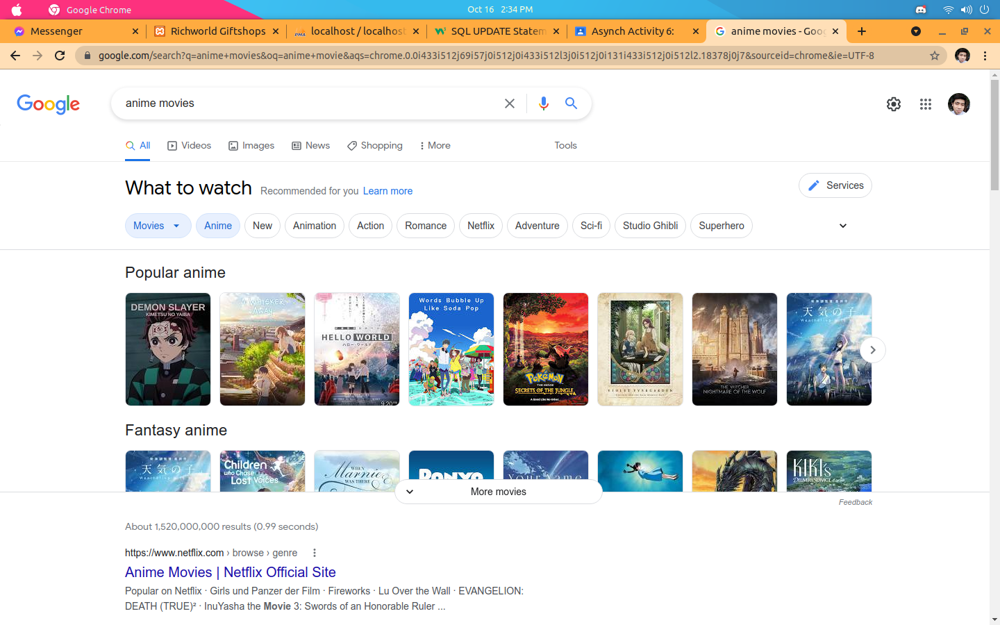 Google Chrome
Oct 16 2:34 PM
Messenger
Richworld Giftshops
localhost / localhost
SQL UPDATE Statem
Asynch Activity 6:
anime movies - Goog
google.com/search?q=anime+movies&oq=anime+movie&aqs=chrome.0.0i433i512j69i57j0i512j0i433i512l3j0i512j0i131i433i512j0i512l2.18378j0j7&sourceid=chrome&ie=UTF-8
Google
anime movies
All
Videos
Images
News
Shopping
More
Tools
What to watch
Recommended for you Learn more
Services
Movies
Anime
New
Animation
Action
Romance
Netflix
Adventure
Sci-fi
Studio Ghibli
Superhero
Popular anime
DEMON SLAYER
KIMETSU NO YAIBA
A WHISKER
AWAY
HELLO WORLD
ハロー・ワールド
9.20
Words Bubble Up
Like Soda Pop
POKÉMON
THE MOVIE
SECRETS OF THE JUNGLE
A Bond Like No Other...
VIOLET EVERGARDEN
THE WITCHER
NIGHTMARE OF THE WOLF
天気の子
Weathering With You
Fantasy anime
天気の子
Weathering With You
Children
who Chase
Lost Voices
WHEN
Marnie
WAS THERE
PONYO
Your Name
KIKI's
DELIVERY SERVICE
More movies
Feedback
About 1,520,000,000 results (0.99 seconds)
https://www.netflix.com › browse › genre
Anime Movies | Netflix Official Site
Popular on Netflix · Girls und Panzer der Film · Fireworks · Lu Over the Wall · EVANGELION:
DEATH (TRUE)² · InuYasha the Movie 3: Swords of an Honorable Ruler ...